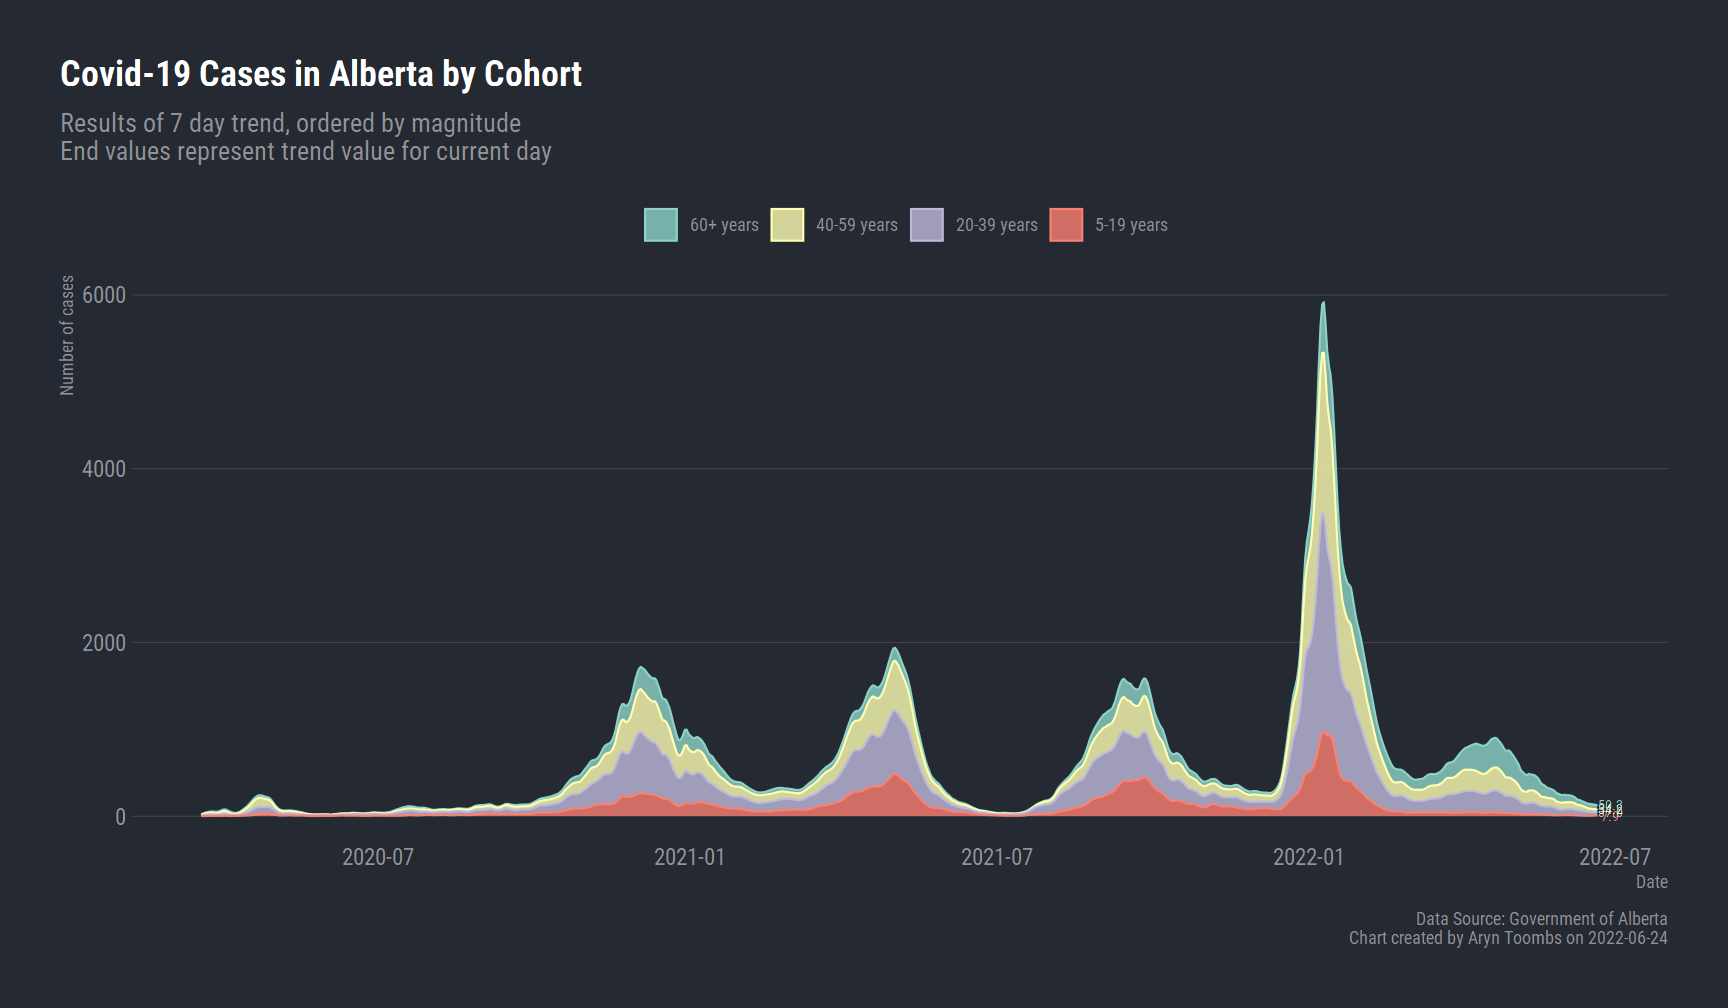 Covid-19 Cases in Alberta by Cohort
Results of 7 day trend, ordered by magnitude
End values represent trend value for current day
60+ years
40-59 years
20-39 years
5-19 years
Number of cases
6000
4000
2000
0
2020-07
2021-01
2021-07
2022-01
2022-07
Date
Data Source: Government of Alberta
Chart created by Aryn Toombs on 2022-06-24